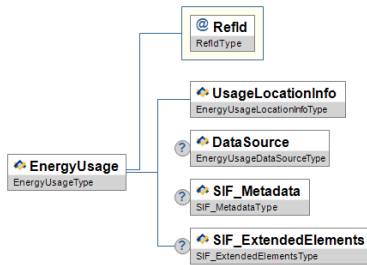 @ RefId
RefIdType
UsageLocationInfo
EnergyUsageLocationInfoType
? DataSource
EnergyUsageDataSourceType
EnergyUsage
EnergyUsageType
? SIF_Metadata
SIF_MetadataType
? SIF_ExtendedElements
SIF_ExtendedElementsType